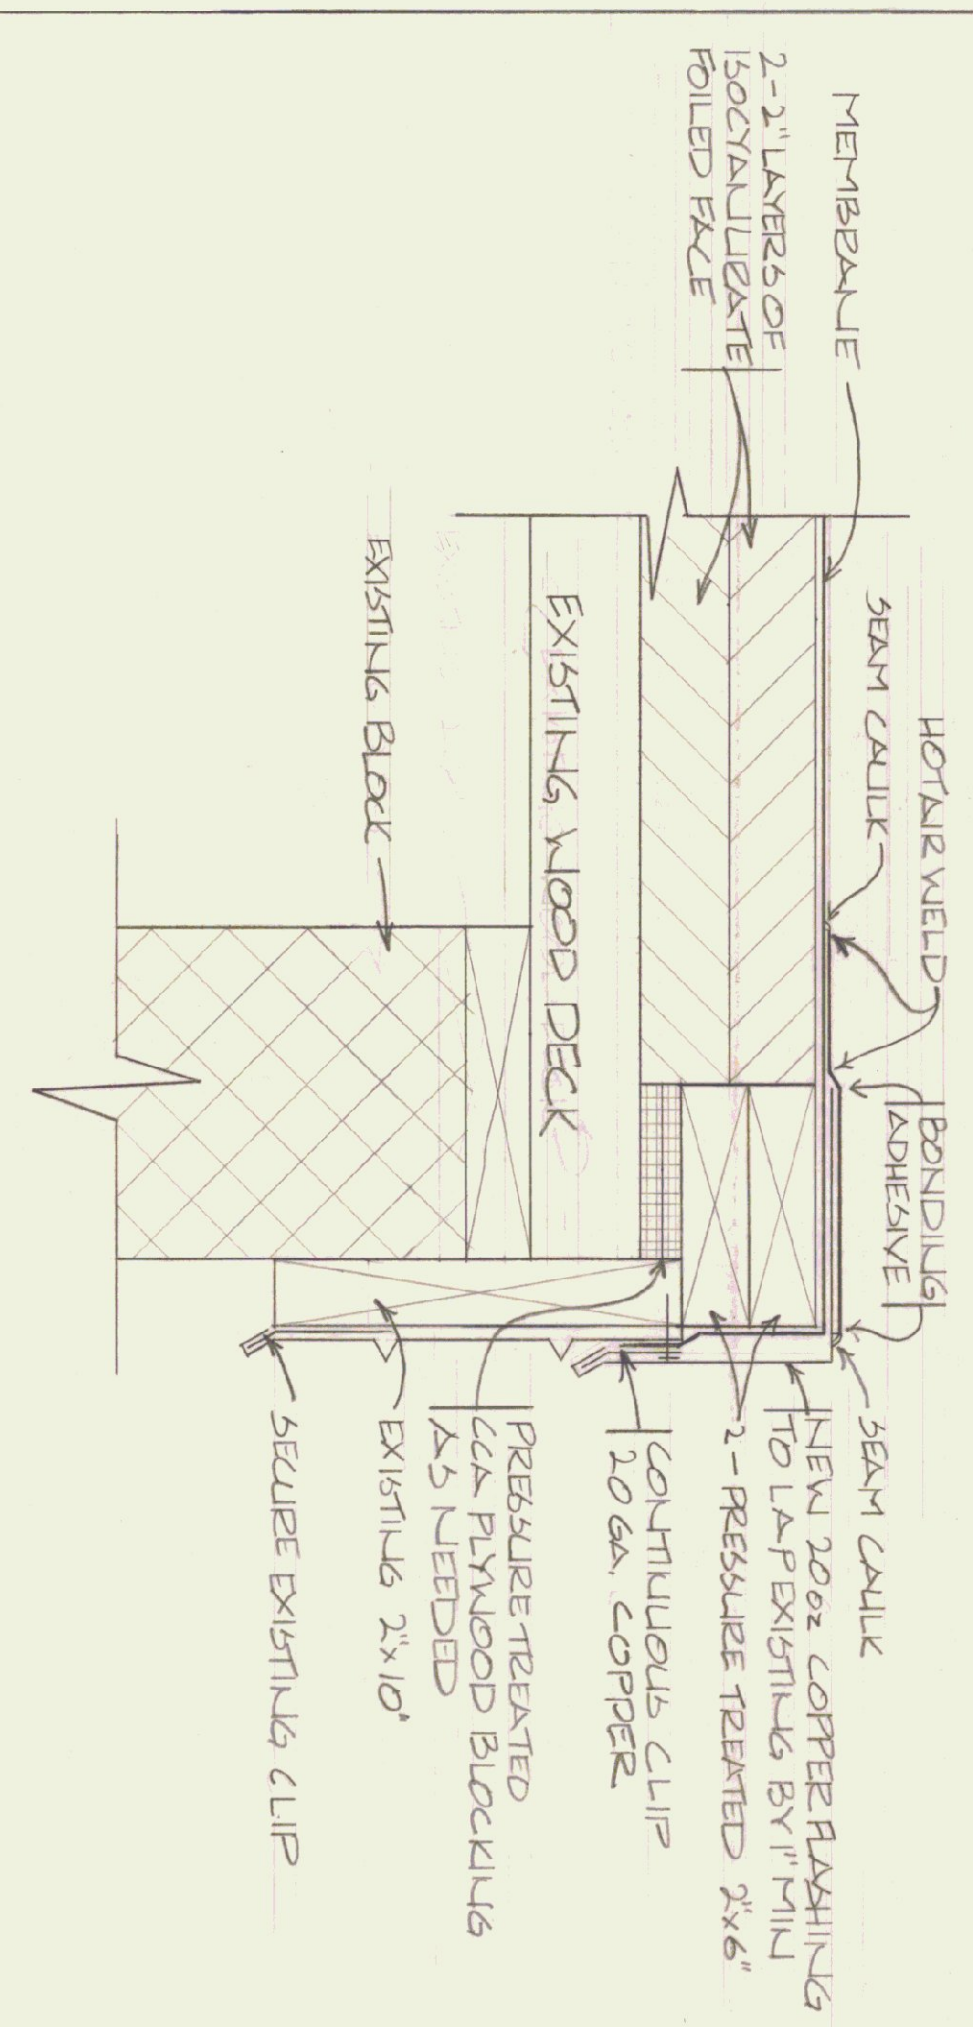 MEMBRANE
2-2" LAYERS OF
ISOCYANURATE
FOILED FACE
HOT AIR WELD
SEAM CAULK
BONDING
ADHESIVE
SEAM CAULK
NEW 20oz COPPER FLASHING
TO LAP EXISTING BY 1" MIN
2-PRESSURE TREATED 2"x6"
CONTINUOUS CLIP
20 GA. COPPER
PRESSURE TREATED
CCA PLYWOOD BLOCKING
AS NEEDED
EXISTING 2"x10"
SECURE EXISTING CLIP
EXISTING WOOD DECK
EXISTING BLOCK